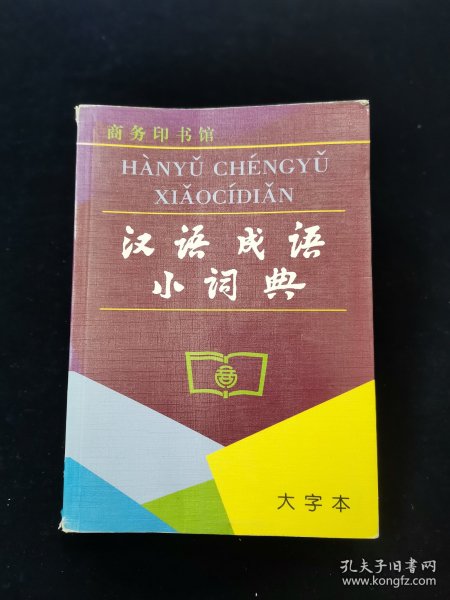 商务印书馆
HÀNYǓ CHÉNGYǓ
XIǍOCÍDIǍN
汉语成语
小词典
商
大字本
孔夫子旧书网
www.kongfz.com